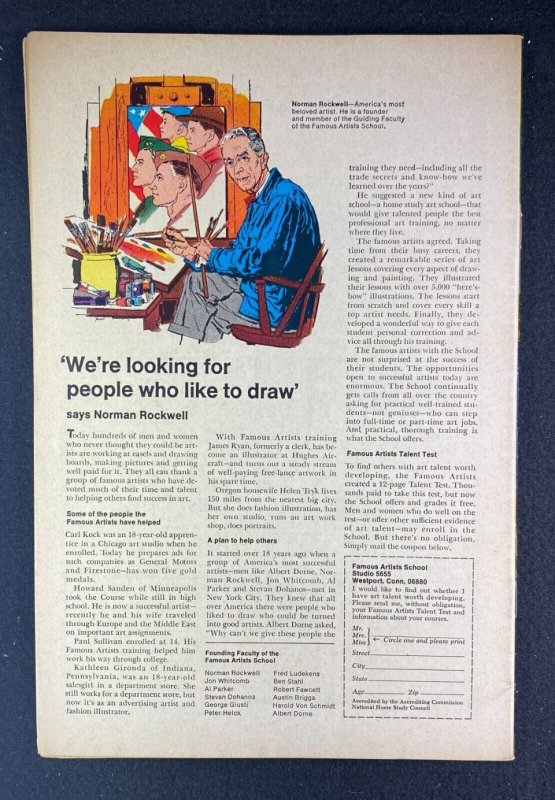 Norman Rockwell—America's most
beloved artist. He is a founder
and member of the Guiding Faculty
of the Famous Artists School.
'We're looking for
people who like to draw'
says Norman Rockwell
Today hundreds of men and women
who never thought they could be art-
ists are working at easels and drawing
boards, making pictures and getting
well paid for it. They all can thank a
group of famous artists who have de-
voted much of their time and talent
to helping others find success in art.
Some of the people the
Famous Artists have helped
Carl Kock was an 18-year-old appren-
tice in a Chicago art studio when he
enrolled. Today he prepares ads for
such companies as General Motors
and Firestone—has won five gold
medals.
Howard Sanden of Minneapolis
took the Course while still in high
school. He is now a successful artist—
recently he and his wife traveled
through Europe and the Middle East
on important art assignments.
Paul Sullivan enrolled at 14. His
Famous Artists training helped him
work his way through college.
Kathleen Gironda of Indiana,
Pennsylvania, was an 18-year-old
salesgirl in a department store. She
still works for a department store, but
now it's as an advertising artist and
fashion illustrator.
With Famous Artists training
James Ryan, formerly a clerk, has be-
come an illustrator at Hughes Air-
craft—and turns out a steady stream
of well-paying free-lance artwork in
his spare time.
Oregon housewife Helen Tryk lives
150 miles from the nearest big city.
But she does fashion illustration, has
her own studio, runs an art work
shop, does portraits.
A plan to help others
It started over 18 years ago when a
group of America's most successful
artists—men like Albert Dorne, Nor-
man Rockwell, Jon Whitcomb, Al
Parker and Stevan Dohanos—met in
New York City. They knew that all
over America there were people who
liked to draw who could be turned
into good artists. Albert Dorne asked,
"Why can't we give these people the
Founding Faculty of the
Famous Artists School
Norman Rockwell
Jon Whitcomb
Al Parker
Stevan Dohanos
George Giusti
Peter Helck
Fred Ludekens
Ben Stahl
Robert Fawcett
Austin Briggs
Harold Von Schmidt
Albert Dorne
training they need—including all the
trade secrets and know-how we've
learned over the years?"
He suggested a new kind of art
school—a home study art school—that
would give talented people the best
professional art training, no matter
where they live.
The famous artists agreed. Taking
time from their busy careers, they
created a remarkable series of art
lessons covering every aspect of draw-
ing and painting. They illustrated
their lessons with over 5,000 "here's-
how" illustrations. The lessons start
from scratch and cover every skill a
top artist needs. Finally, they de-
veloped a wonderful way to give each
student personal correction and ad-
vice all through his training.
The famous artists with the School
are not surprised at the success of
their students. The opportunities
open to successful artists today are
enormous. The School continually
gets calls from all over the country
asking for practical well-trained stu-
dents—not geniuses—who can step
into full-time or part-time art jobs.
And practical, thorough training is
what the School offers.
Famous Artists Talent Test
To find others with art talent worth
developing, the Famous Artists
created a 12-page Talent Test. Thou-
sands paid to take this test, but now
the School offers and grades it free.
Men and women who do well on the
test—or offer other sufficient evidence
of art talent—may enroll in the
School. But there's no obligation.
Simply mail the coupon below.
Famous Artists School
Studio 5655
Westport, Conn. 06880
I would like to find out whether I
have art talent worth developing.
Please send me, without obligation,
your Famous Artists Talent Test and
information about your courses.
Mr.
Mrs. ← Circle one and please print
Miss
Street
City
State
Age Zip
Accredited by the Accrediting Commission
National Home Study Council